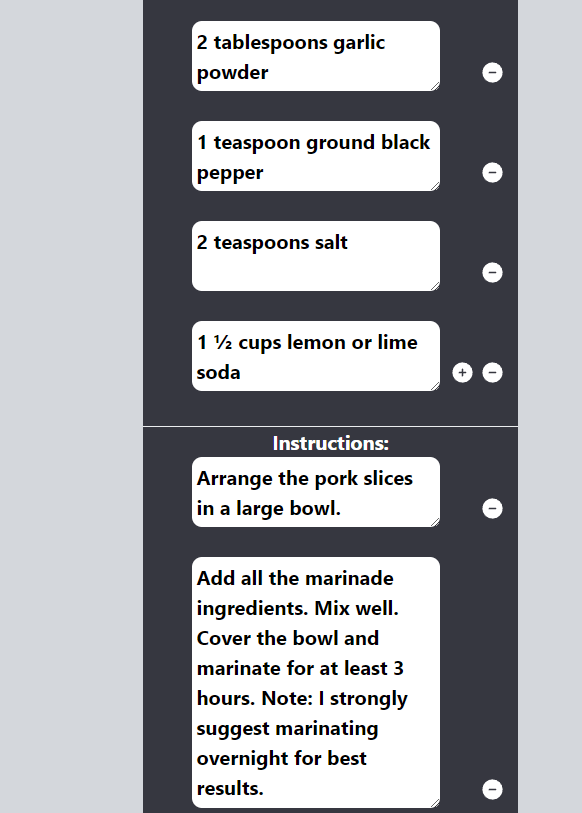 2 tablespoons garlic
powder
1 teaspoon ground black
pepper
2 teaspoons salt
1 ½ cups lemon or lime
soda
Instructions:
Arrange the pork slices
in a large bowl.
Add all the marinade
ingredients. Mix well.
Cover the bowl and
marinate for at least 3
hours. Note: I strongly
suggest marinating
overnight for best
results.